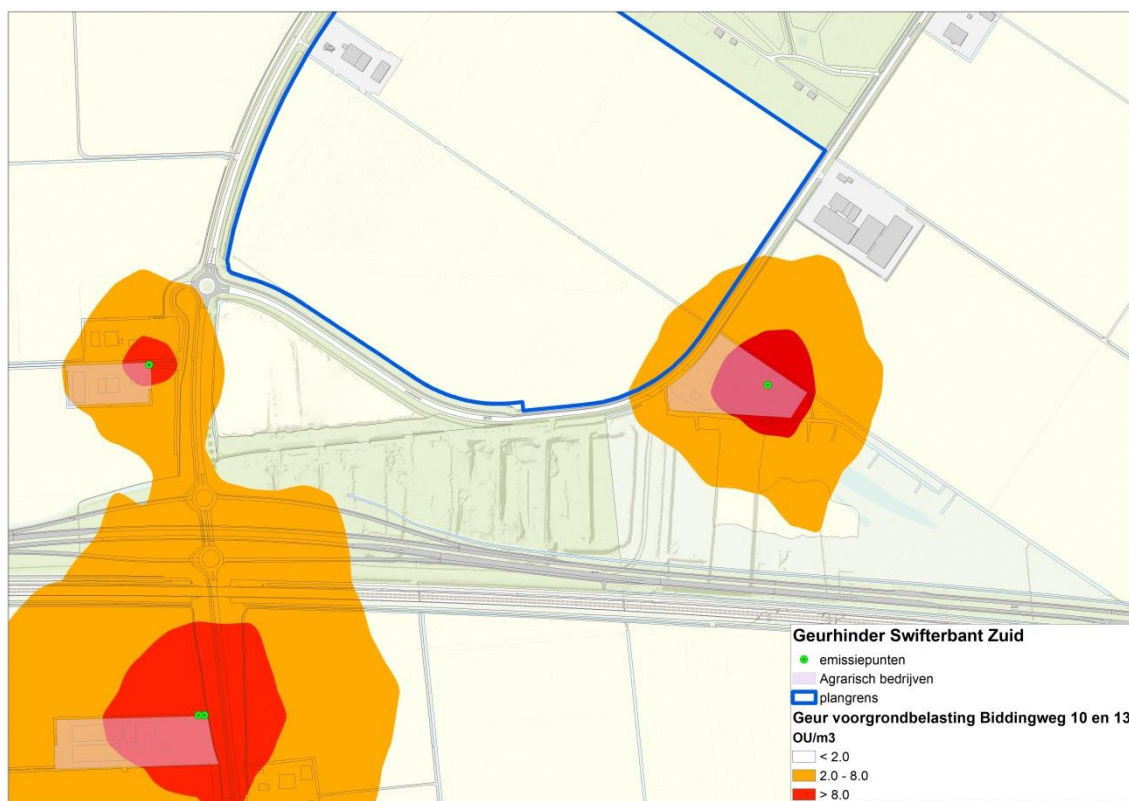 Geurhinder Swifterbant Zuid
emissiepunten
Agrarisch bedrijven
plangrens
Geur voorgrondbelasting Biddingweg 10 en 13
OU/m3
< 2.0
2.0 - 8.0
> 8.0